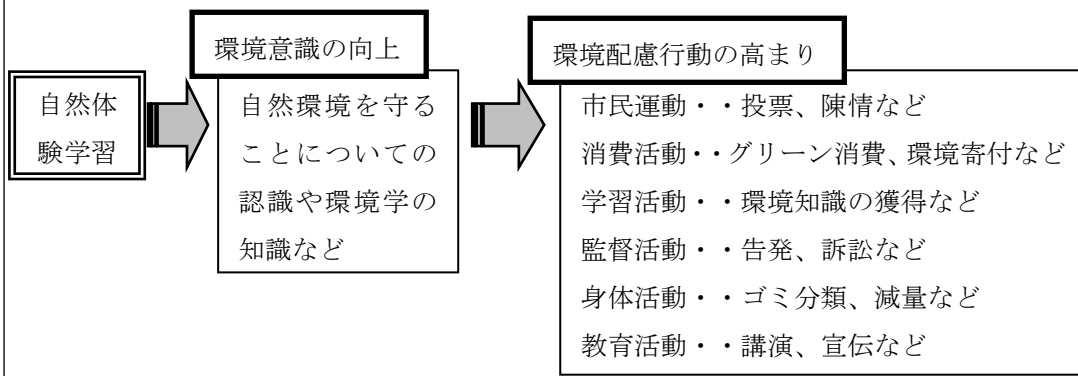 自然体
験学習
環境意識の向上
自然環境を守る
ことについての
認識や環境学の
知識など
環境配慮行動の高まり
市民運動・・投票、陳情など
消費活動・・グリーン消費、環境寄付など
学習活動・・環境知識の獲得など
監督活動・・告発、訴訟など
身体活動・・ゴミ分類、減量など
教育活動・・講演、宣伝など